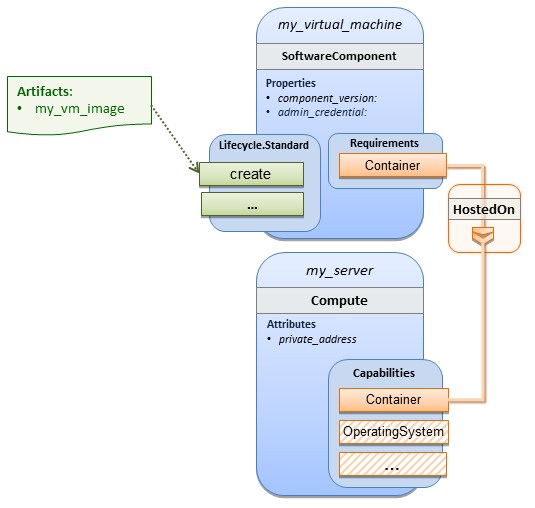 my_virtual_machine
SoftwareComponent
Properties
• component_version:
• admin_credential:
Artifacts:
• my_vm_image
Lifecycle.Standard
create
...
Requirements
Container
HostedOn
my_server
Compute
Attributes
• private_address
Capabilities
Container
OperatingSystem
...